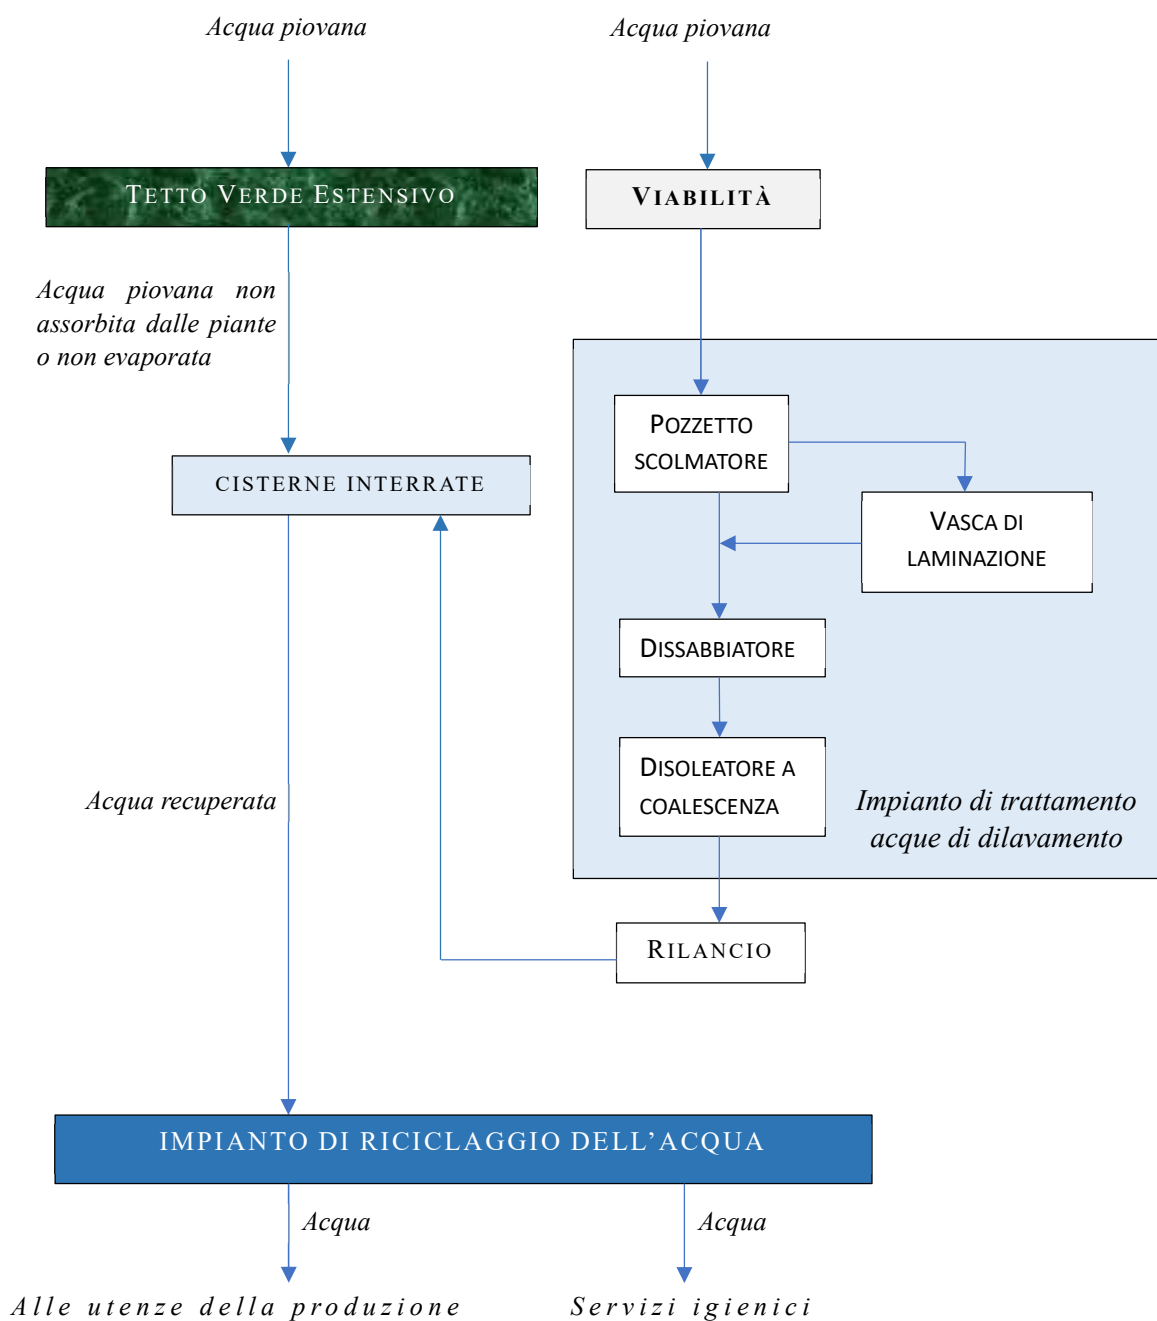 Acqua piovana
Acqua piovana
TETTO VERDE ESTENSIVO
VIABILITÀ
Acqua piovana non
assorbita dalle piante
o non evaporata
POZZETTO
SCOLMATORE
CISTERNE INTERRATE
VASCA DI
LAMINAZIONE
DISSABBIATORE
DISOLEATORE A
COALESCENZA
Acqua recuperata
Impianto di trattamento
acque di dilavamento
RILANCIO
IMPIANTO DI RICICLAGGIO DELL’ACQUA
Acqua
Acqua
Alle utenze della produzione
Servizi igienici